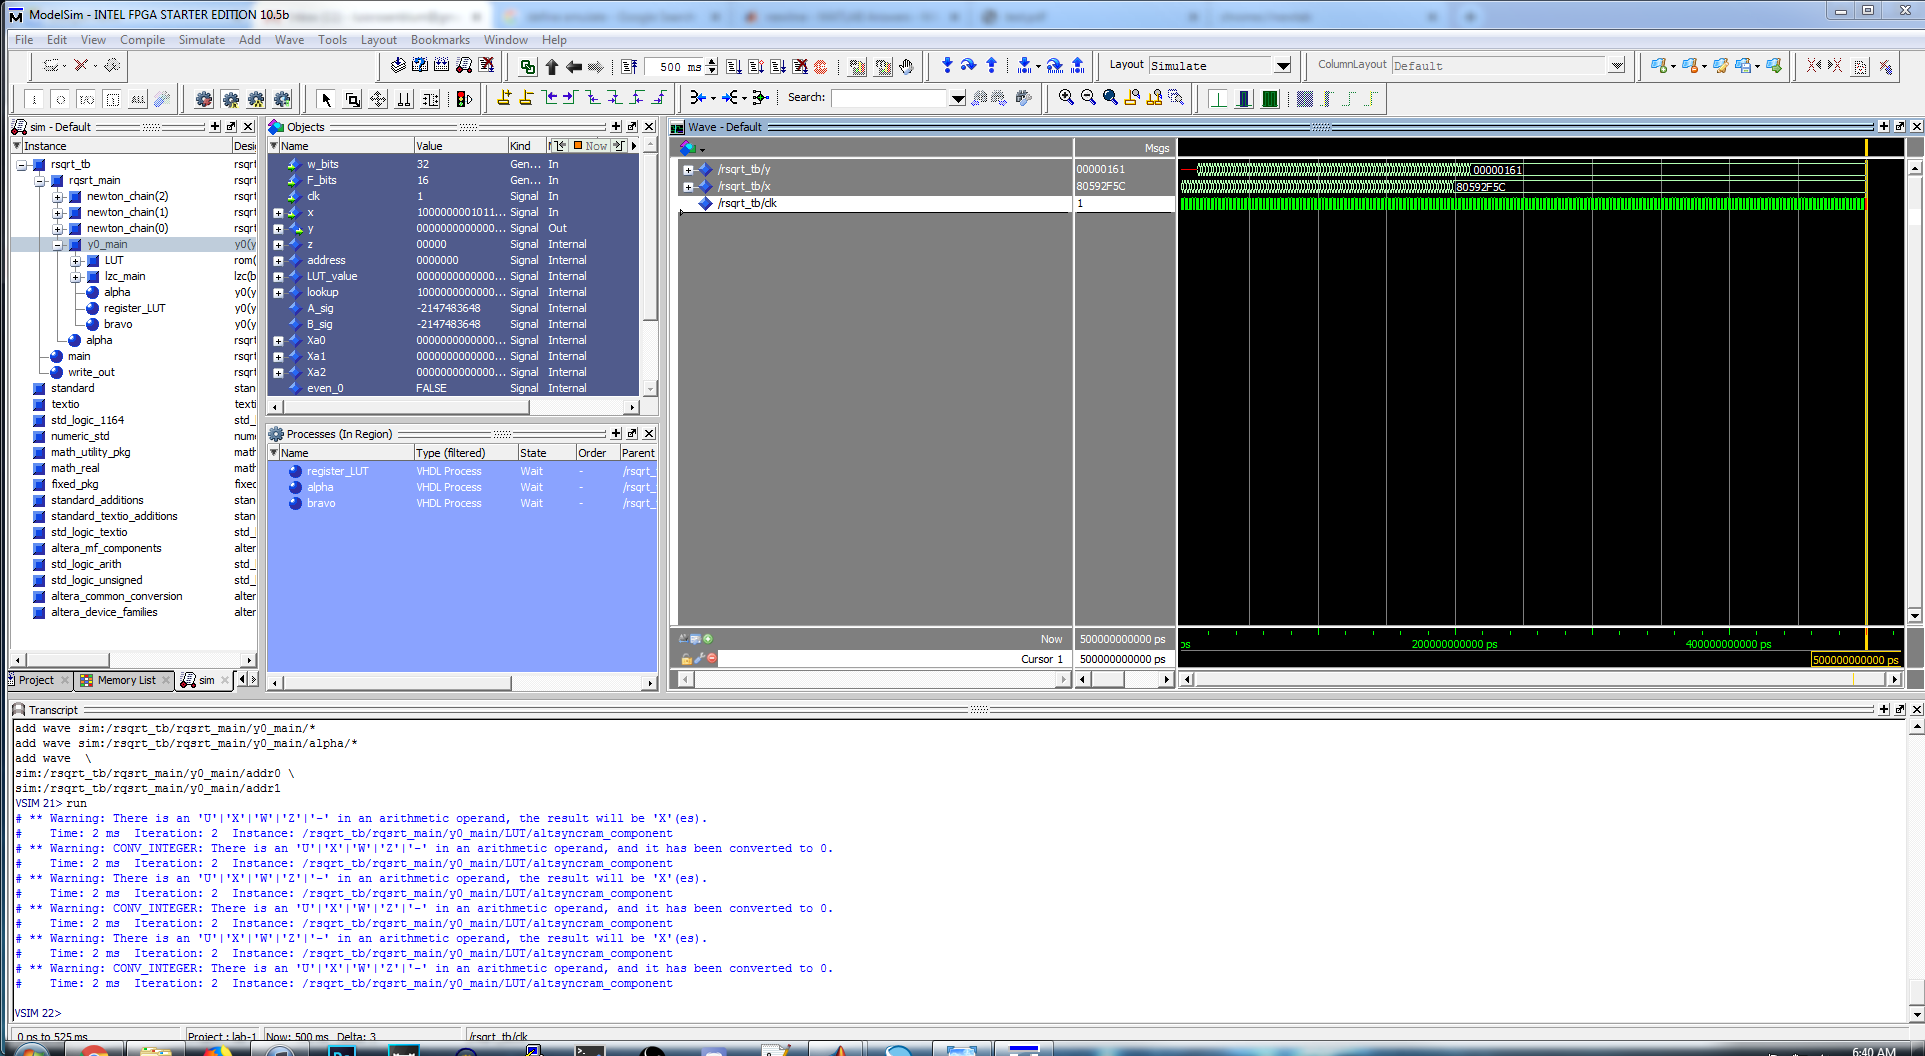 ModelSim - INTEL FPGA STARTER EDITION 10.5b
File Edit View Compile Simulate Add Wave Tools Layout Bookmarks Window Help
500 ms
Layout Simulate
ColumnLayout Default
Search:
sim - Default
Instance Desi
rsqrt_tb rsqrt
rqsrt_main rsqrt
newton_chain(2) newt
newton_chain(1) newt
newton_chain(0) newt
y0_main y0(y
LUT rom(
lzc_main lzc(b
alpha y0(y
register_LUT y0(y
bravo y0(y
alpha rsqrt
main rsqrt
write_out rsqrt
standard stan
textio texti
std_logic_1164 std_
numeric_std num
math_utility_pkg math
math_real math
fixed_pkg fixed
standard_additions stan
standard_textio_additions stan
std_logic_textio std_
altera_mf_components alter
std_logic_arith std_
std_logic_unsigned std_
altera_common_conversion alter
altera_device_families alter
Project Memory List sim
Objects
Name Value Kind Now
w_bits 32 Gen... In
F_bits 16 Gen... In
clk 1 Signal In
x 1000000001011... Signal In
y 0000000000000... Signal Out
z 00000 Signal Internal
address 0000000 Signal Internal
LUT_value 0000000000000... Signal Internal
lookup 1000000000000... Signal Internal
A_sig -2147483648 Signal Internal
B_sig -2147483648 Signal Internal
Xa0 0000000000000... Signal Internal
Xa1 0000000000000... Signal Internal
Xa2 0000000000000... Signal Internal
even_0 FALSE Signal Internal
Processes (In Region)
Name Type (filtered) State Order Parent
register_LUT VHDL Process Wait - /rsqrt_
alpha VHDL Process Wait - /rsqrt_
bravo VHDL Process Wait - /rsqrt_
Wave - Default
Msgs
/rsqrt_tb/y 00000161 00000161
/rsqrt_tb/x 80592F5C 80592F5C
/rsqrt_tb/clk 1
Now 500000000000 ps ps 200000000000 ps 400000000000 ps
Cursor 1 500000000000 ps 500000000000 ps
Transcript
add wave sim:/rsqrt_tb/rqsrt_main/y0_main/*
add wave sim:/rsqrt_tb/rqsrt_main/y0_main/alpha/*
add wave \
sim:/rsqrt_tb/rqsrt_main/y0_main/addr0 \
sim:/rsqrt_tb/rqsrt_main/y0_main/addr1
VSIM 21> run
# ** Warning: There is an 'U'|'X'|'W'|'Z'|'-' in an arithmetic operand, the result will be 'X'(es).
# Time: 2 ms Iteration: 2 Instance: /rsqrt_tb/rqsrt_main/y0_main/LUT/altsyncram_component
# ** Warning: CONV_INTEGER: There is an 'U'|'X'|'W'|'Z'|'-' in an arithmetic operand, and it has been converted to 0.
# Time: 2 ms Iteration: 2 Instance: /rsqrt_tb/rqsrt_main/y0_main/LUT/altsyncram_component
# ** Warning: There is an 'U'|'X'|'W'|'Z'|'-' in an arithmetic operand, the result will be 'X'(es).
# Time: 2 ms Iteration: 2 Instance: /rsqrt_tb/rqsrt_main/y0_main/LUT/altsyncram_component
# ** Warning: CONV_INTEGER: There is an 'U'|'X'|'W'|'Z'|'-' in an arithmetic operand, and it has been converted to 0.
# Time: 2 ms Iteration: 2 Instance: /rsqrt_tb/rqsrt_main/y0_main/LUT/altsyncram_component
# ** Warning: There is an 'U'|'X'|'W'|'Z'|'-' in an arithmetic operand, the result will be 'X'(es).
# Time: 2 ms Iteration: 2 Instance: /rsqrt_tb/rqsrt_main/y0_main/LUT/altsyncram_component
# ** Warning: CONV_INTEGER: There is an 'U'|'X'|'W'|'Z'|'-' in an arithmetic operand, and it has been converted to 0.
# Time: 2 ms Iteration: 2 Instance: /rsqrt_tb/rqsrt_main/y0_main/LUT/altsyncram_component
VSIM 22>
0 ps to 525 ms Project : lab-1 Now: 500 ms Delta: 3 /rsqrt_tb/clk
6:40 AM